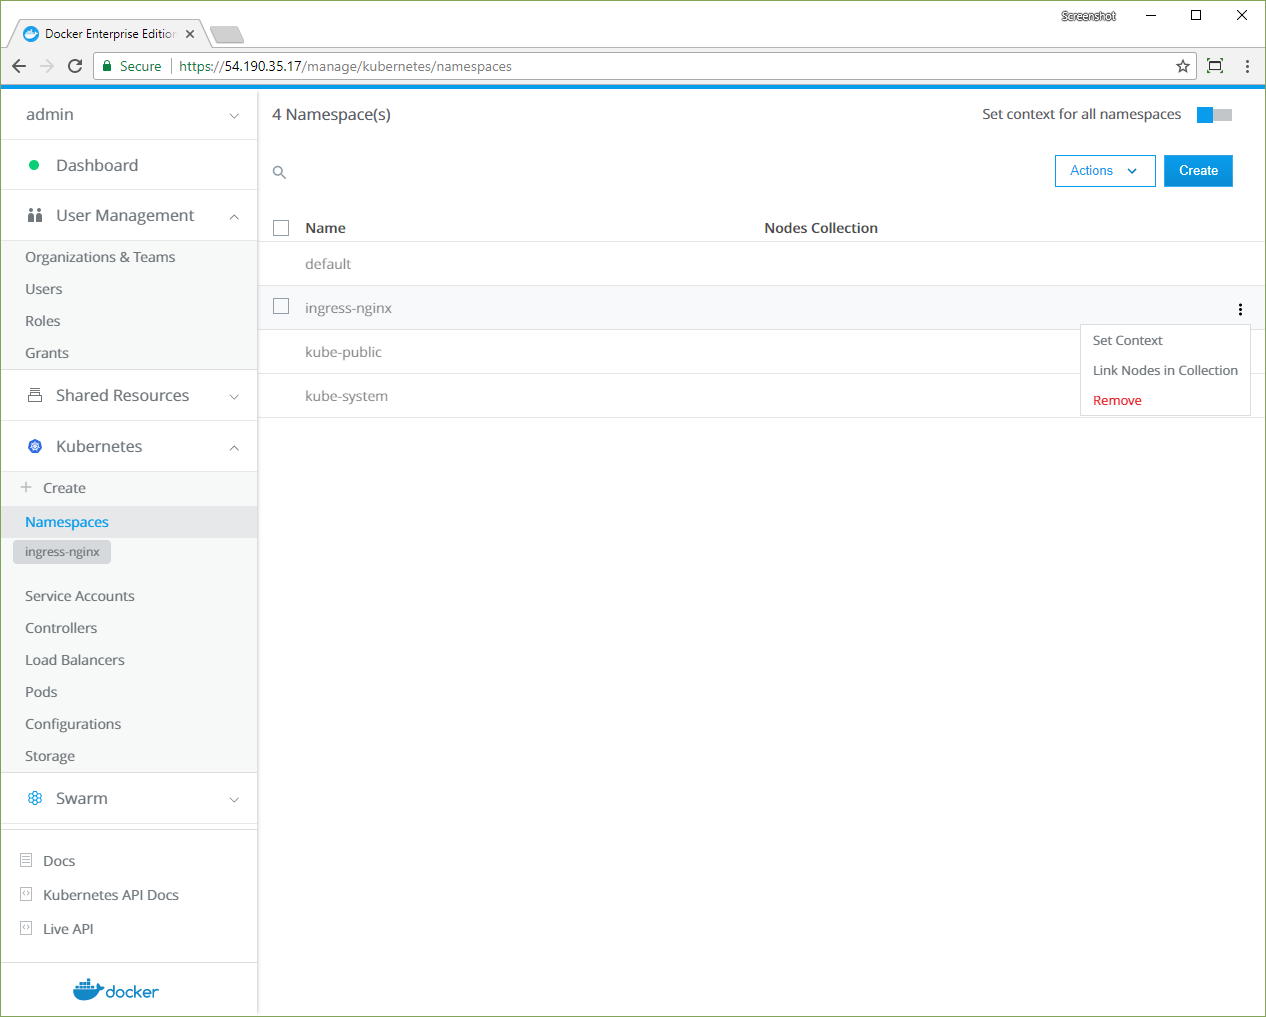 Screenshot
Docker Enterprise Edition
Secure https://54.190.35.17/manage/kubernetes/namespaces
admin
Dashboard
User Management
Organizations & Teams
Users
Roles
Grants
Shared Resources
Kubernetes
Create
Namespaces
ingress-nginx
Service Accounts
Controllers
Load Balancers
Pods
Configurations
Storage
Swarm
Docs
Kubernetes API Docs
Live API
docker
4 Namespace(s)
Set context for all namespaces
Actions
Create
Name Nodes Collection
default
ingress-nginx
kube-public
kube-system
Set Context
Link Nodes in Collection
Remove